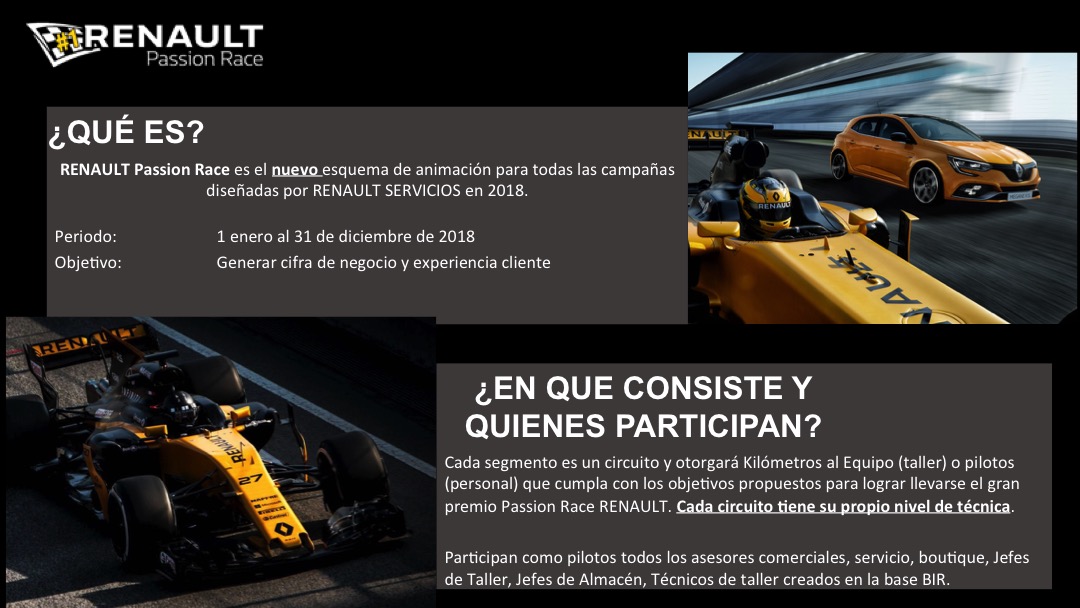 #1 RENAULT
Passion Race
¿QUÉ ES?
RENAULT Passion Race es el nuevo esquema de animación para todas las campañas
diseñadas por RENAULT SERVICIOS en 2018.
Periodo: 1 enero al 31 de diciembre de 2018
Objetivo: Generar cifra de negocio y experiencia cliente
RENAULT
RENAULT
27
¿EN QUE CONSISTE Y
QUIENES PARTICIPAN?
Cada segmento es un circuito y otorgará Kilómetros al Equipo (taller) o pilotos
(personal) que cumpla con los objetivos propuestos para lograr llevarse el gran
premio Passion Race RENAULT. Cada circuito tiene su propio nivel de técnica.
Participan como pilotos todos los asesores comerciales, servicio, boutique, Jefes
de Taller, Jefes de Almacén, Técnicos de taller creados en la base BIR.